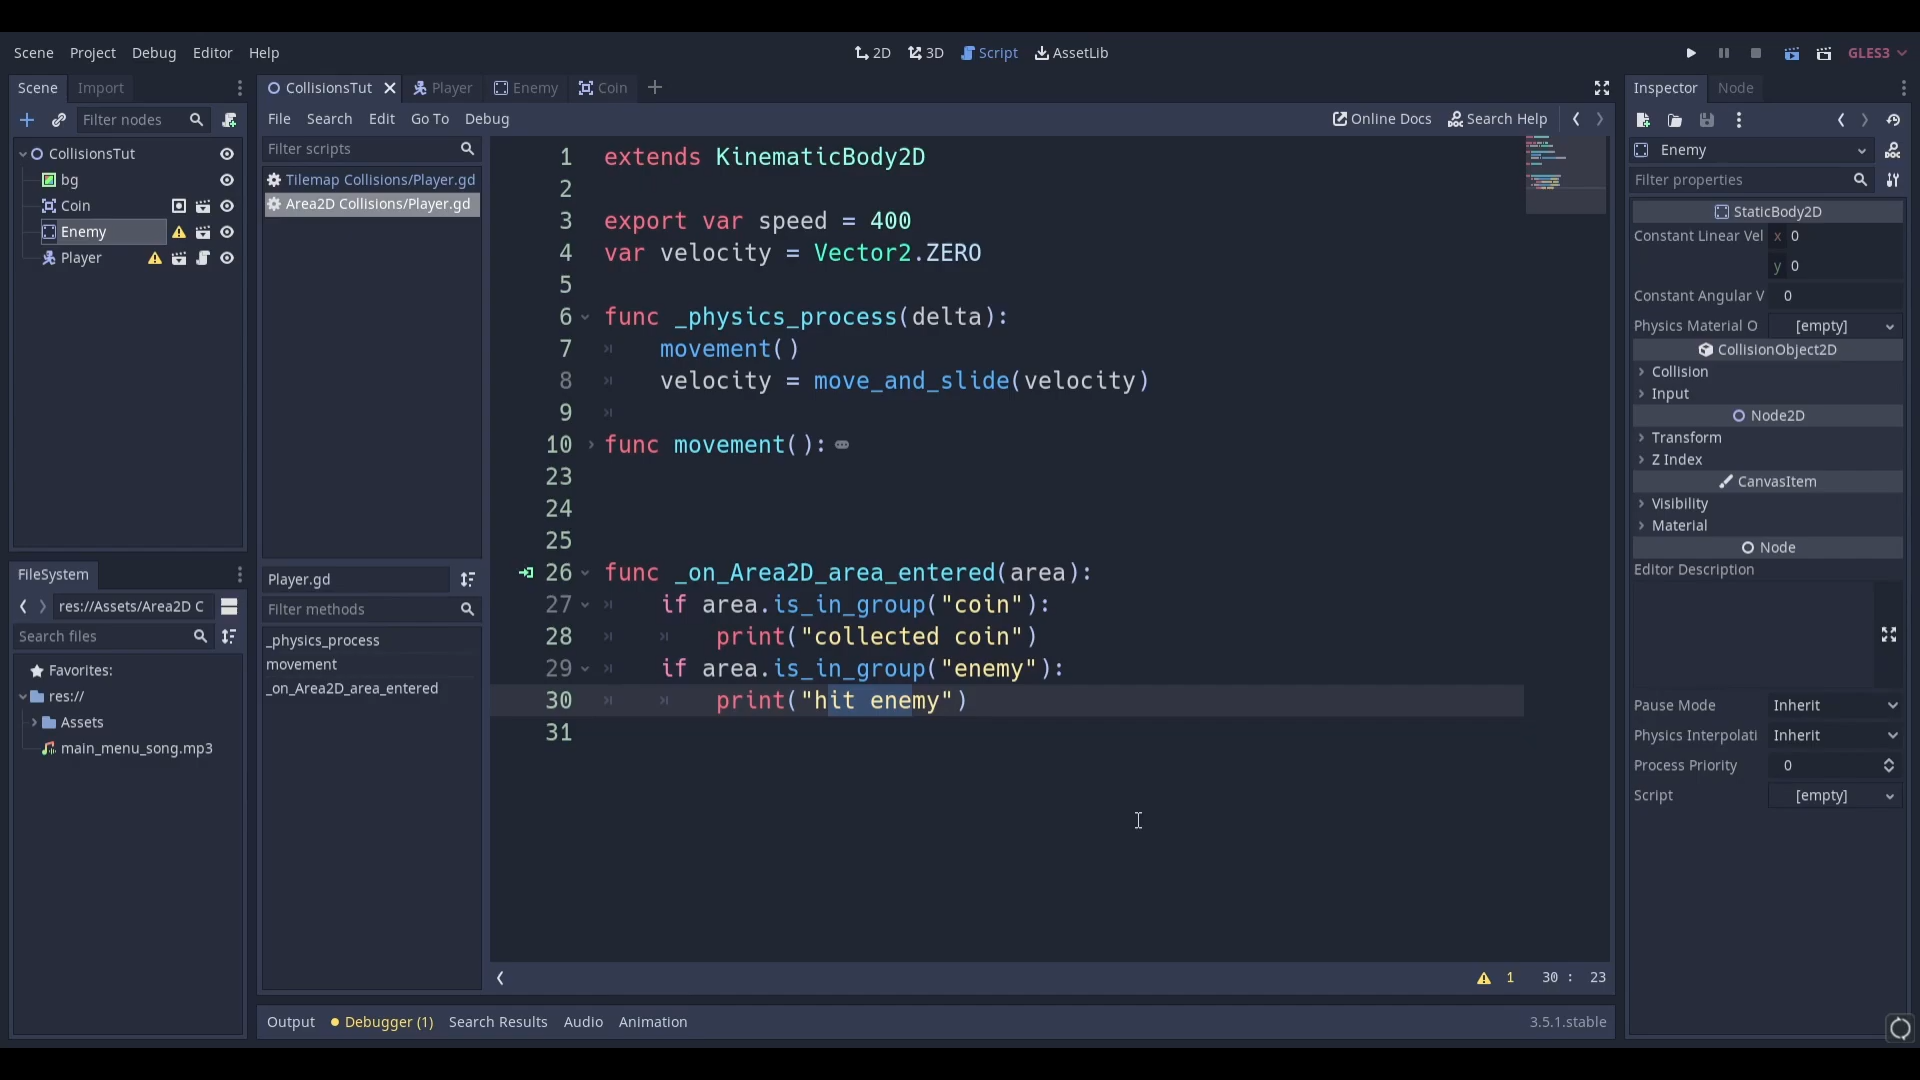 Scene Project Debug Editor Help
2D 3D Script AssetLib
GLES3
Scene Import
Filter nodes
CollisionsTut
bg
Coin
Enemy
Player
FileSystem
res://Assets/Area2D C
Search files
Favorites:
res://
Assets
main_menu_song.mp3
CollisionsTut Player Enemy Coin
File Search Edit Go To Debug
Online Docs Search Help
Filter scripts
Tilemap Collisions/Player.gd
Area2D Collisions/Player.gd
Player.gd
Filter methods
_physics_process
movement
_on_Area2D_area_entered
1 extends KinematicBody2D
2
3 export var speed = 400
4 var velocity = Vector2.ZERO
5
6 func _physics_process(delta):
7 movement()
8 velocity = move_and_slide(velocity)
9
10 func movement():
23
24
25
26 func _on_Area2D_area_entered(area):
27 if area.is_in_group("coin"):
28 print("collected coin")
29 if area.is_in_group("enemy"):
30 print("hit enemy")
31
1 30 : 23
Output Debugger (1) Search Results Audio Animation
3.5.1.stable
Inspector Node
Enemy
Filter properties
StaticBody2D
Constant Linear Vel x 0
y 0
Constant Angular V 0
Physics Material O [empty]
CollisionObject2D
Collision
Input
Node2D
Transform
Z Index
CanvasItem
Visibility
Material
Node
Editor Description
Pause Mode Inherit
Physics Interpolati Inherit
Process Priority 0
Script [empty]